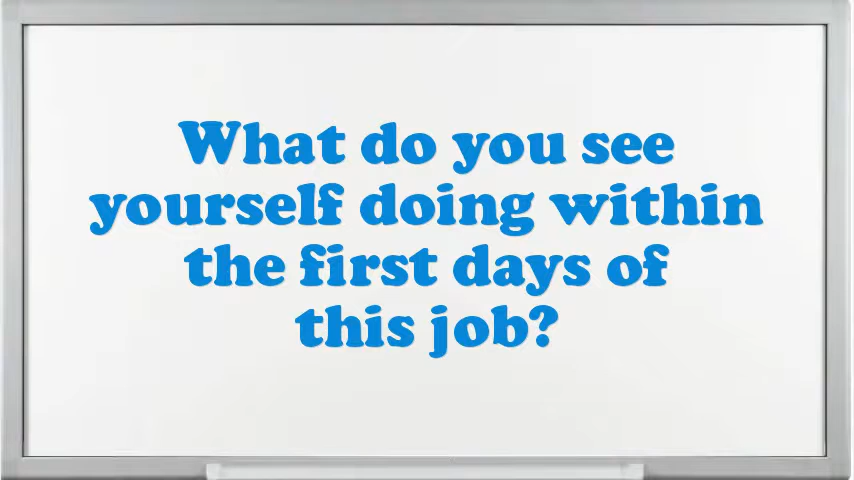 What do you see
yourself doing within
the first days of
this job?